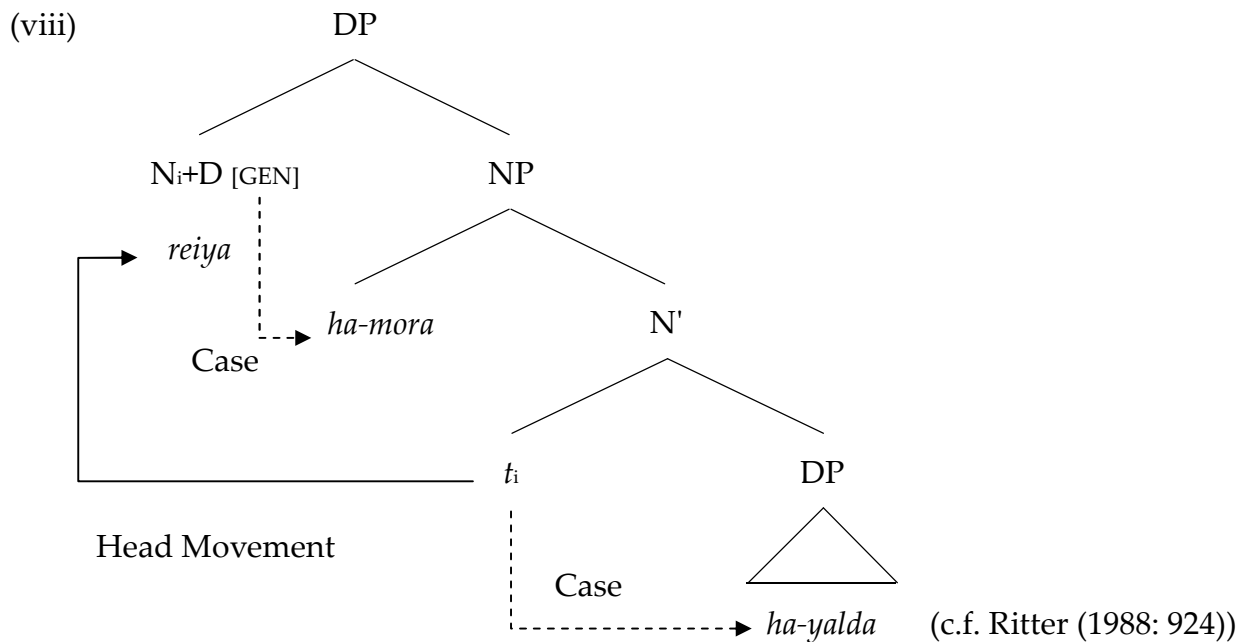 (viii) DP
Ni+D [GEN] NP
reiya
ha-mora N'
Case
ti DP
Head Movement
Case
ha-yalda (c.f. Ritter (1988: 924))